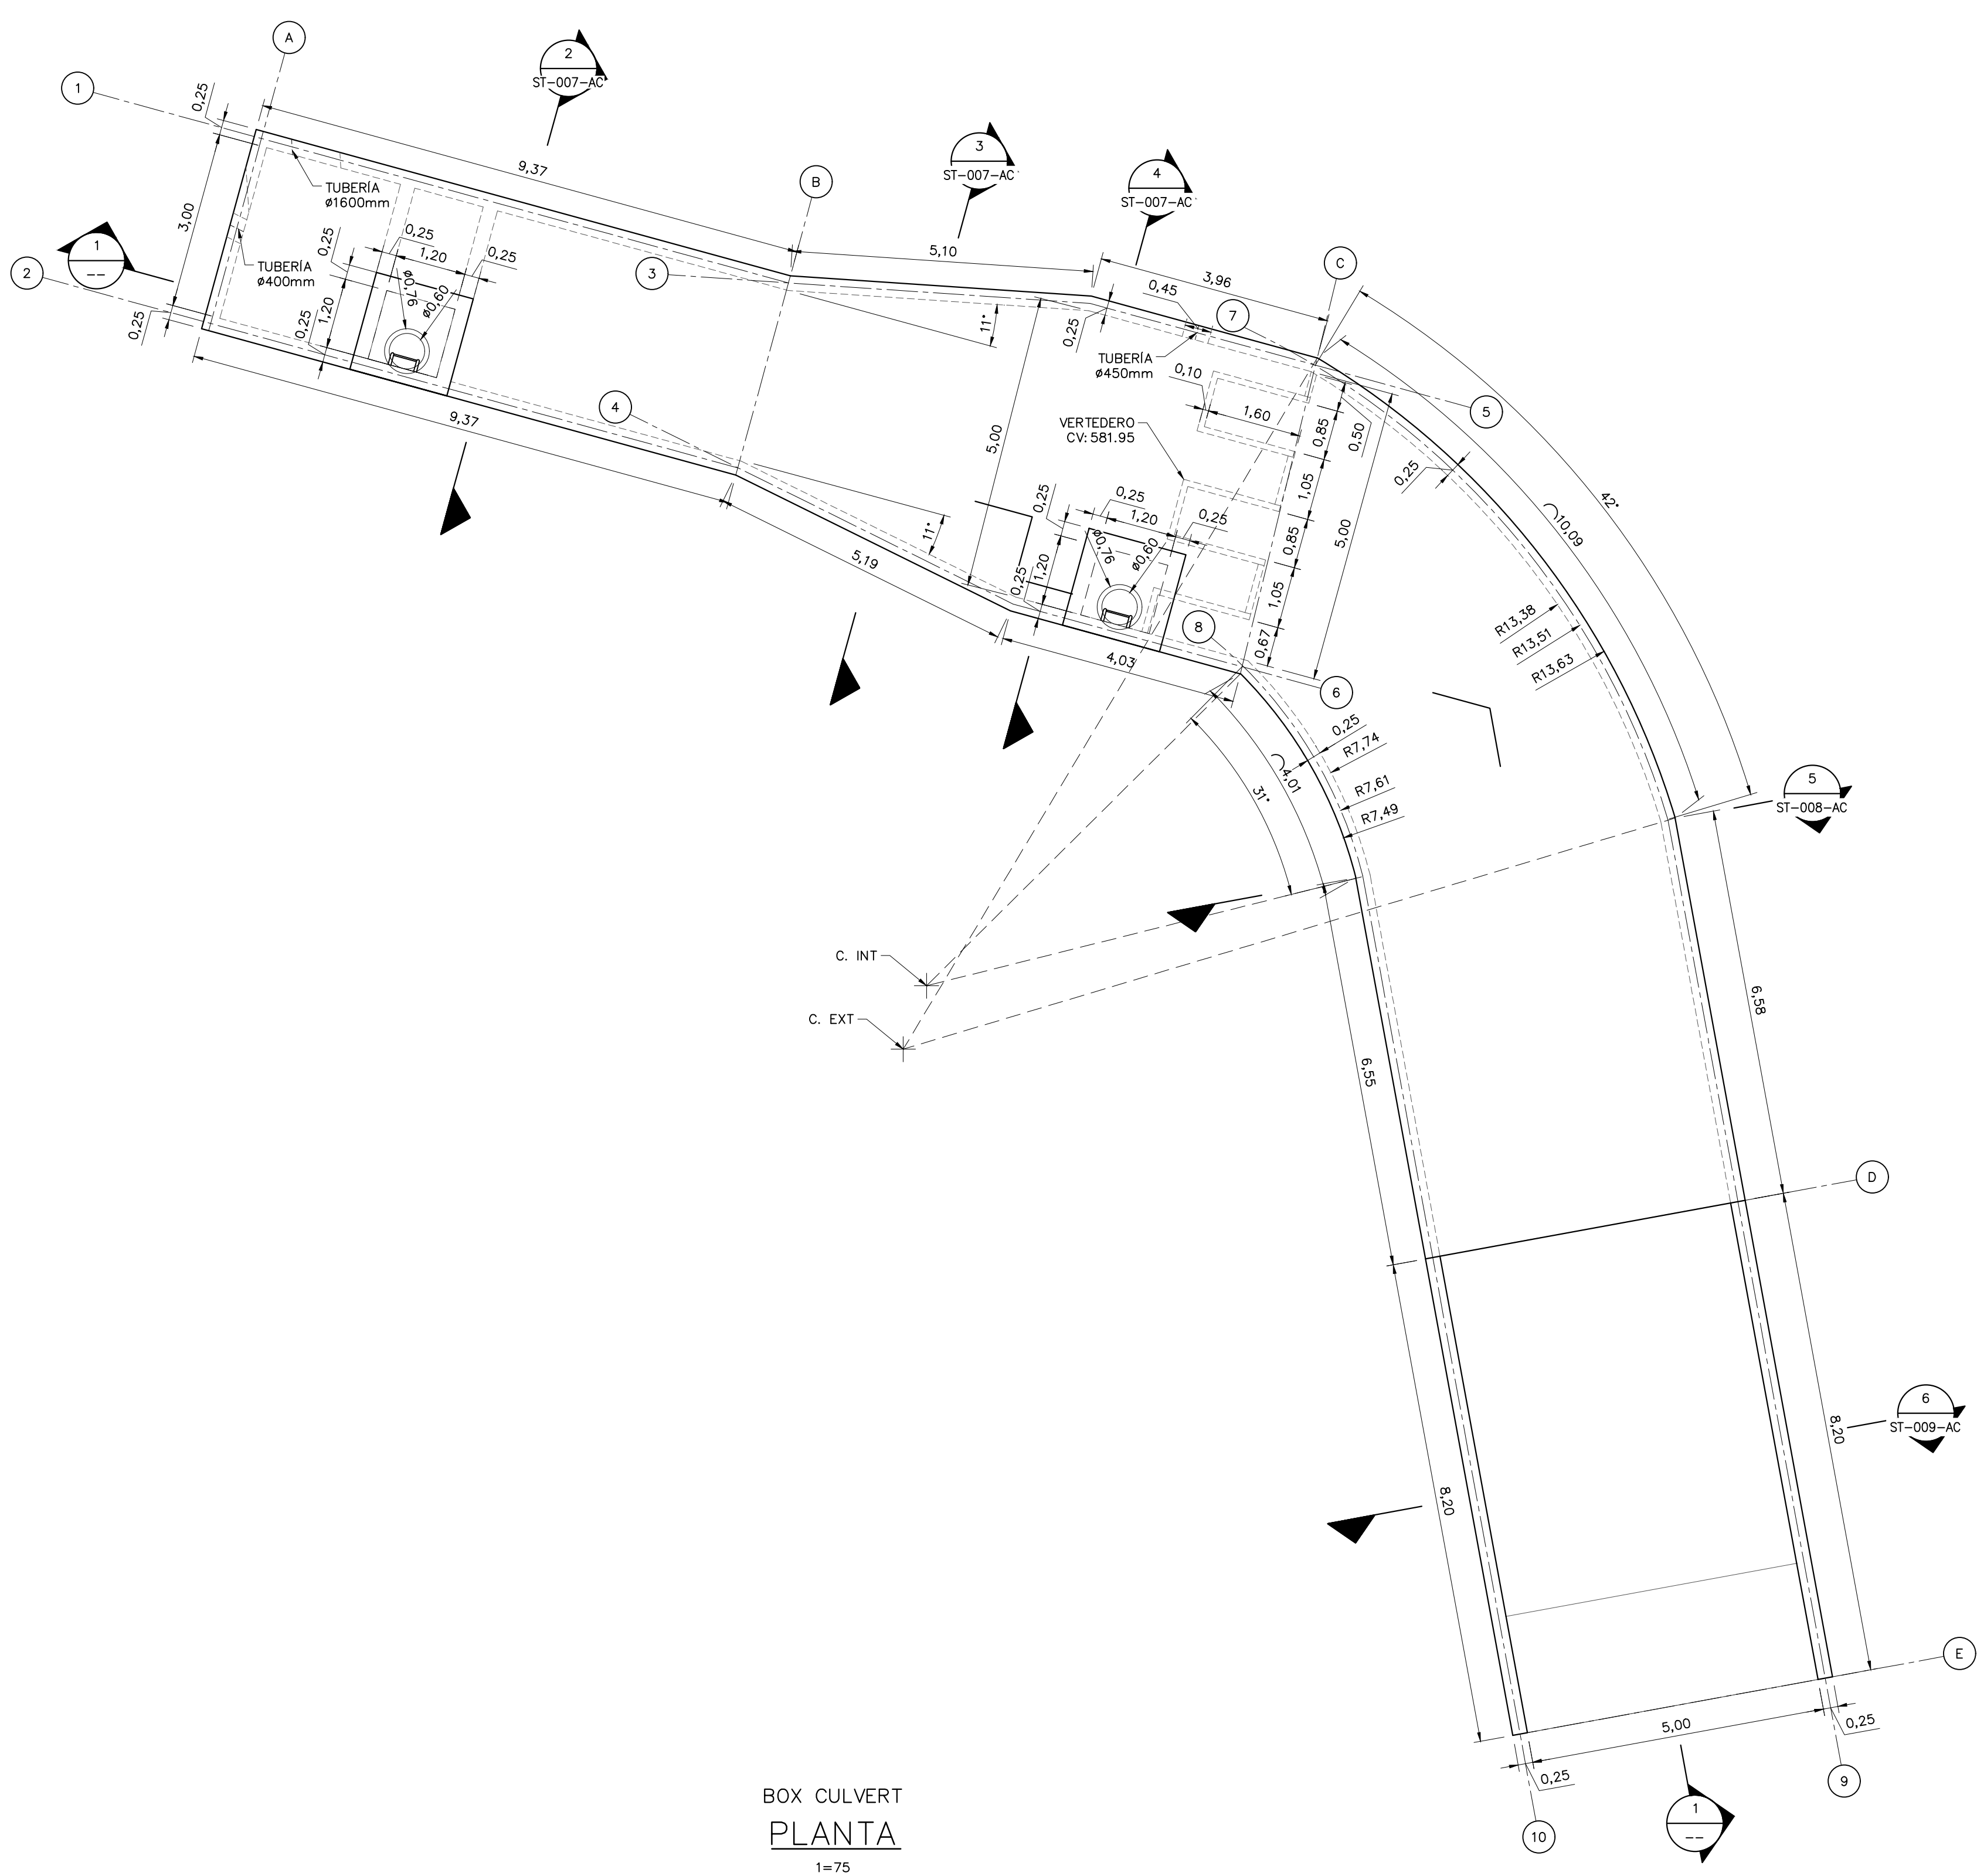 A
1
2
ST-007-AC
0,25
9,37
B
3
ST-007-AC
4
ST-007-AC
TUBERÍA
ø1600mm
3,00
1
--
2
TUBERÍA
ø400mm
0,25
0,25
1,20
0,25
0,25
1,20
0,25
ø0,76
ø0,60
3
5,10
C
3,96
0,45
7
0,25
11°
TUBERÍA
ø450mm
0,10
1,60
5
4
9,37
5,00
VERTEDERO
CV: 581.95
0,85
0,50
1,05
0,85
1,05
0,67
5,00
0,25
42°
10,09
11°
5,19
0,25
1,20
0,25
0,25
1,20
0,25
ø0,76
ø0,60
8
4,03
6
R13,38
R13,51
R13,63
0,25
R7,74
R7,61
R7,49
4,01
31°
5
ST-008-AC
C. INT
C. EXT
6,58
6,55
D
6
ST-009-AC
8,20
8,20
E
5,00
0,25
0,25
9
10
1
--
BOX CULVERT
PLANTA
1=75